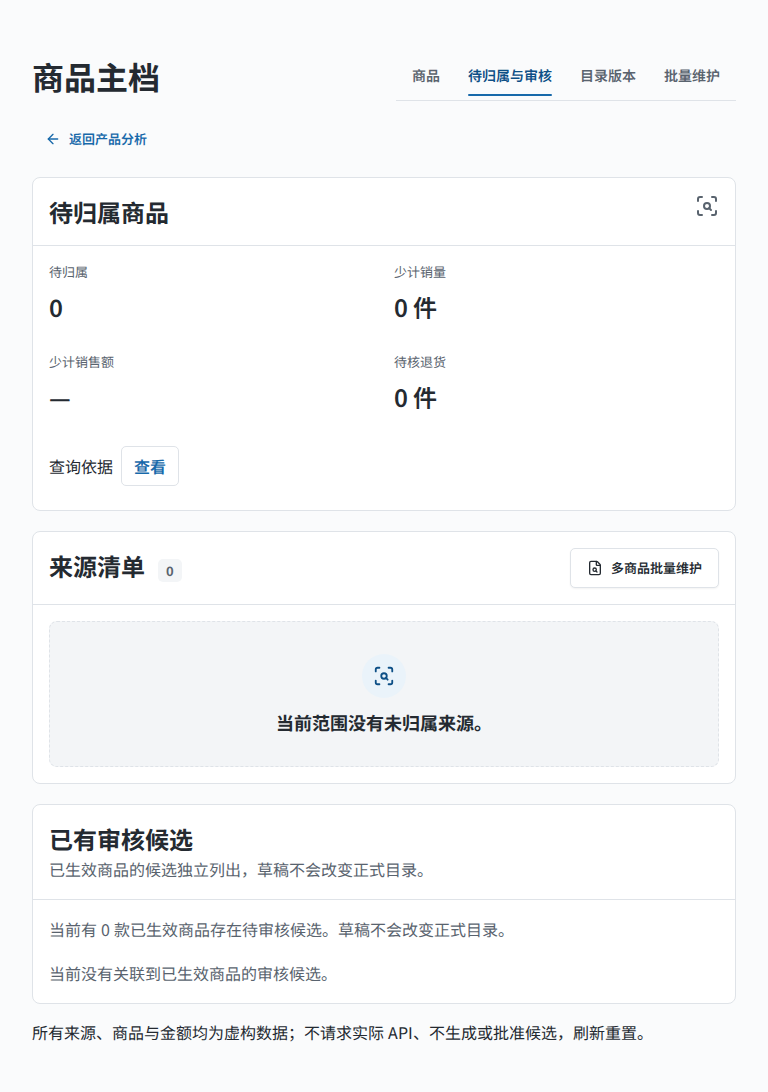 商品主档
商品 待归属与审核 目录版本 批量维护
返回产品分析
待归属商品
待归属 少计销量
0 0 件
少计销售额 待核退货
— 0 件
查询依据 查看
来源清单 0 多商品批量维护
当前范围没有未归属来源。
已有审核候选
已生效商品的候选独立列出，草稿不会改变正式目录。
当前有 0 款已生效商品存在待审核候选。草稿不会改变正式目录。
当前没有关联到已生效商品的审核候选。
所有来源、商品与金额均为虚构数据；不请求实际 API、不生成或批准候选，刷新重置。